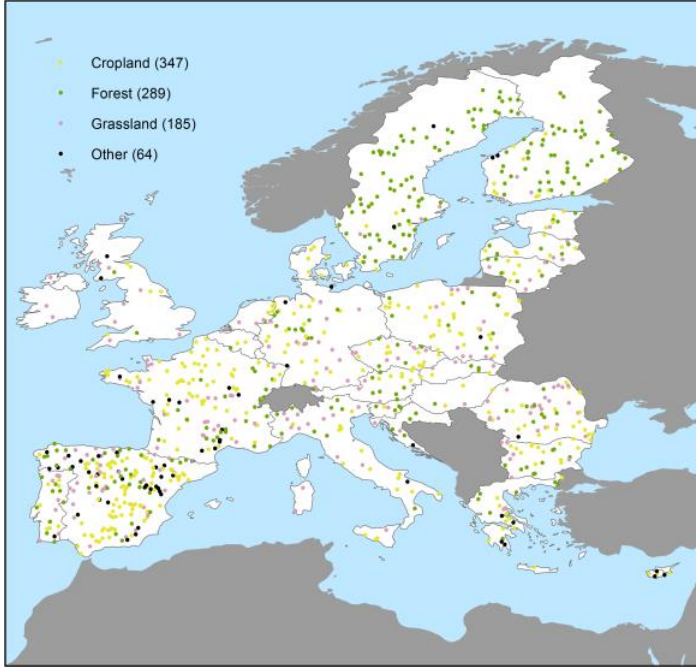 Cropland (347)
Forest (289)
Grassland (185)
Other (64)